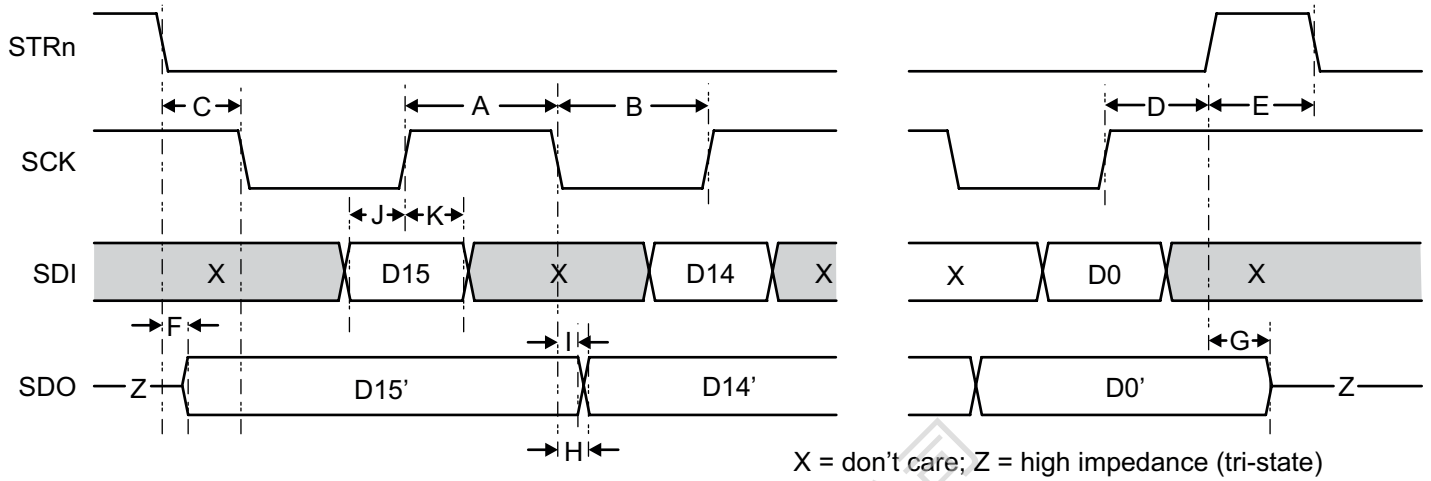 STRn
C A B D E
SCK
J K
SDI X D15 X D14 X X D0 X
F I G
SDO Z D15’ D14’ D0’ Z
H
X = don’t care; Z = high impedance (tri-state)